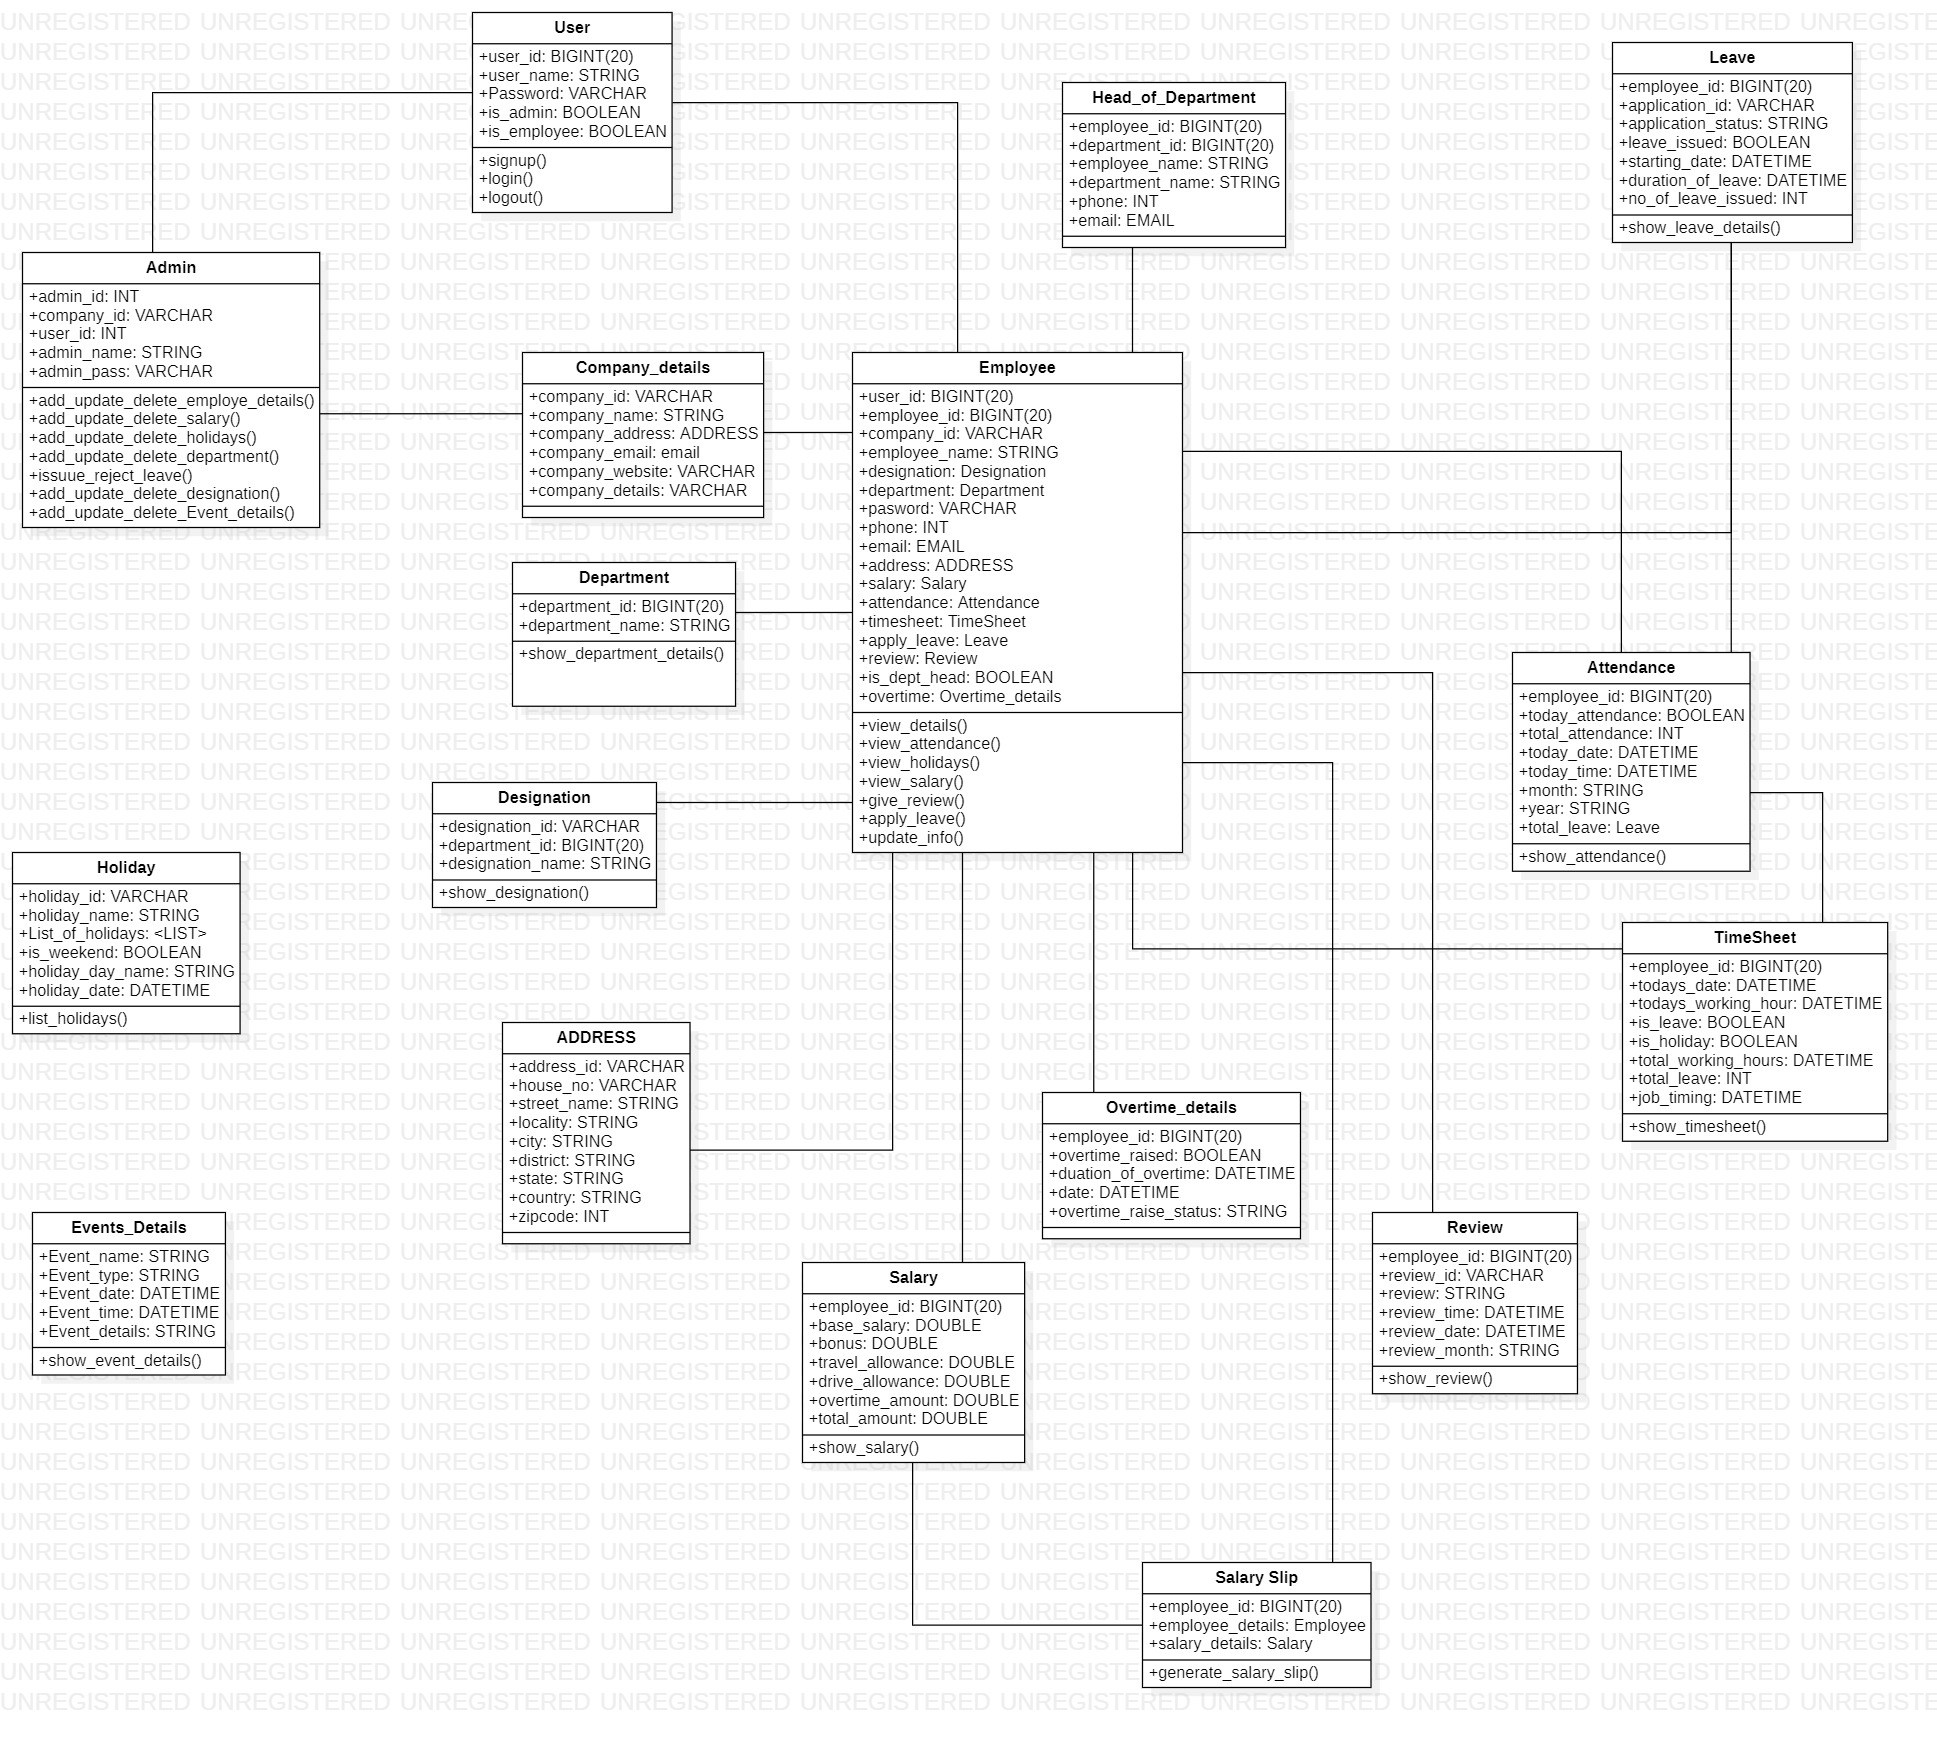 User
+user_id: BIGINT(20)
+user_name: STRING
+Password: VARCHAR
+is_admin: BOOLEAN
+is_employee: BOOLEAN
+signup()
+login()
+logout()
Head_of_Department
+employee_id: BIGINT(20)
+department_id: BIGINT(20)
+employee_name: STRING
+department_name: STRING
+phone: INT
+email: EMAIL
Leave
+employee_id: BIGINT(20)
+application_id: VARCHAR
+application_status: STRING
+leave_issued: BOOLEAN
+starting_date: DATETIME
+duration_of_leave: DATETIME
+no_of_leave_issued: INT
+show_leave_details()
Admin
+admin_id: INT
+company_id: VARCHAR
+user_id: INT
+admin_name: STRING
+admin_pass: VARCHAR
+add_update_delete_employe_details()
+add_update_delete_salary()
+add_update_delete_holidays()
+add_update_delete_department()
+issuue_reject_leave()
+add_update_delete_designation()
+add_update_delete_Event_details()
Company_details
+company_id: VARCHAR
+company_name: STRING
+company_address: ADDRESS
+company_email: email
+company_website: VARCHAR
+company_details: VARCHAR
Employee
+user_id: BIGINT(20)
+employee_id: BIGINT(20)
+company_id: VARCHAR
+employee_name: STRING
+designation: Designation
+department: Department
+pasword: VARCHAR
+phone: INT
+email: EMAIL
+address: ADDRESS
+salary: Salary
+attendance: Attendance
+timesheet: TimeSheet
+apply_leave: Leave
+review: Review
+is_dept_head: BOOLEAN
+overtime: Overtime_details
+view_details()
+view_attendance()
+view_holidays()
+view_salary()
+give_review()
+apply_leave()
+update_info()
Department
+department_id: BIGINT(20)
+department_name: STRING
+show_department_details()
Attendance
+employee_id: BIGINT(20)
+today_attendance: BOOLEAN
+total_attendance: INT
+today_date: DATETIME
+today_time: DATETIME
+month: STRING
+year: STRING
+total_leave: Leave
+show_attendance()
Designation
+designation_id: VARCHAR
+department_id: BIGINT(20)
+designation_name: STRING
+show_designation()
Holiday
+holiday_id: VARCHAR
+holiday_name: STRING
+List_of_holidays: <LIST>
+is_weekend: BOOLEAN
+holiday_day_name: STRING
+holiday_date: DATETIME
+list_holidays()
TimeSheet
+employee_id: BIGINT(20)
+todays_date: DATETIME
+todays_working_hour: DATETIME
+is_leave: BOOLEAN
+is_holiday: BOOLEAN
+total_working_hours: DATETIME
+total_leave: INT
+job_timing: DATETIME
+show_timesheet()
ADDRESS
+address_id: VARCHAR
+house_no: VARCHAR
+street_name: STRING
+locality: STRING
+city: STRING
+district: STRING
+state: STRING
+country: STRING
+zipcode: INT
Overtime_details
+employee_id: BIGINT(20)
+overtime_raised: BOOLEAN
+duation_of_overtime: DATETIME
+date: DATETIME
+overtime_raise_status: STRING
Events_Details
+Event_name: STRING
+Event_type: STRING
+Event_date: DATETIME
+Event_time: DATETIME
+Event_details: STRING
+show_event_details()
Review
+employee_id: BIGINT(20)
+review_id: VARCHAR
+review: STRING
+review_time: DATETIME
+review_date: DATETIME
+review_month: STRING
+show_review()
Salary
+employee_id: BIGINT(20)
+base_salary: DOUBLE
+bonus: DOUBLE
+travel_allowance: DOUBLE
+drive_allowance: DOUBLE
+overtime_amount: DOUBLE
+total_amount: DOUBLE
+show_salary()
Salary Slip
+employee_id: BIGINT(20)
+employee_details: Employee
+salary_details: Salary
+generate_salary_slip()
UNREGISTERED